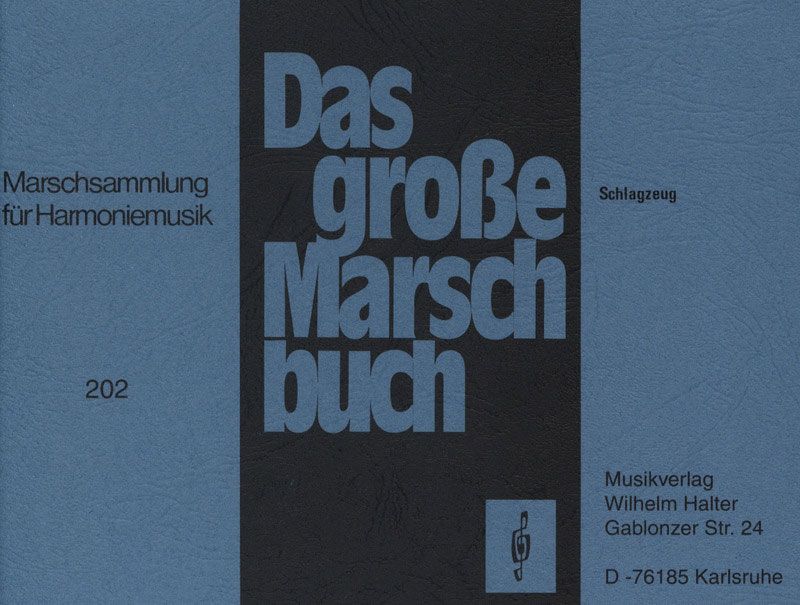 Das
große
Marsch
buch
Marschsammlung
für Harmoniemusik
202
Schlagzeug
Musikverlag
Wilhelm Halter
Gablonzer Str. 24
D -76185 Karlsruhe